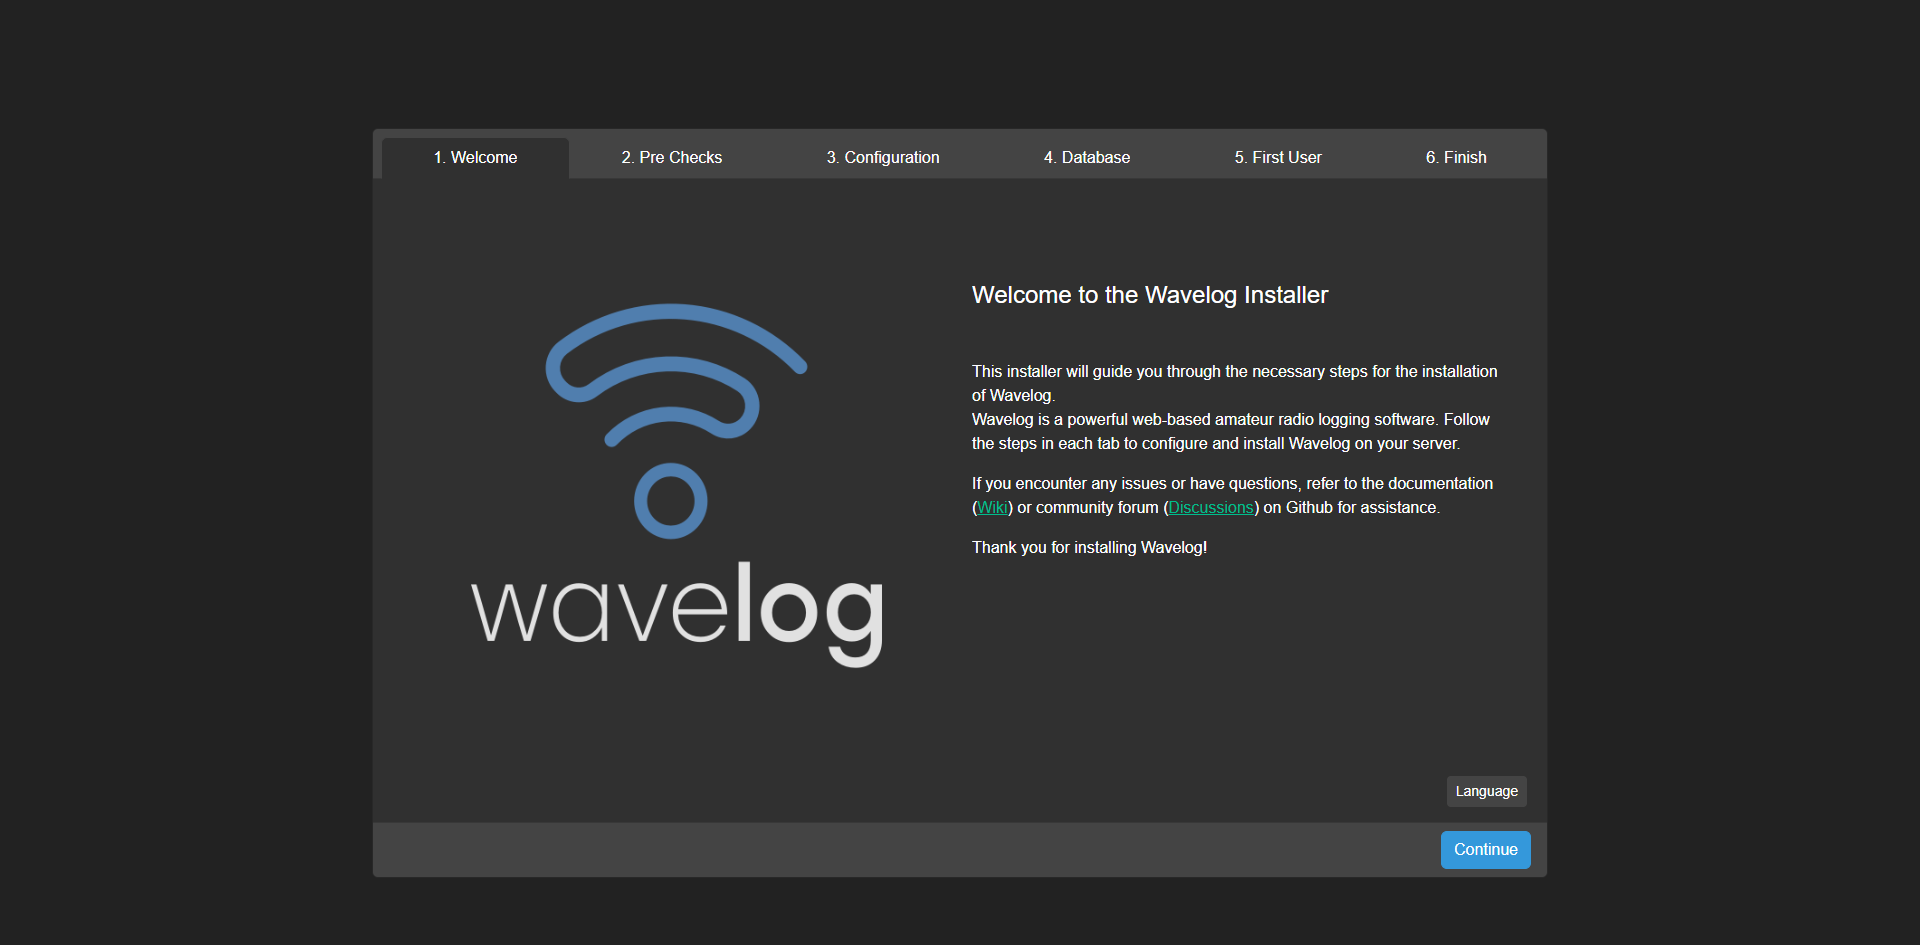 1. Welcome
2. Pre Checks
3. Configuration
4. Database
5. First User
6. Finish
wavelog
Welcome to the Wavelog Installer
This installer will guide you through the necessary steps for the installation
of Wavelog.
Wavelog is a powerful web-based amateur radio logging software. Follow
the steps in each tab to configure and install Wavelog on your server.
If you encounter any issues or have questions, refer to the documentation
(Wiki) or community forum (Discussions) on Github for assistance.
Thank you for installing Wavelog!
Language
Continue